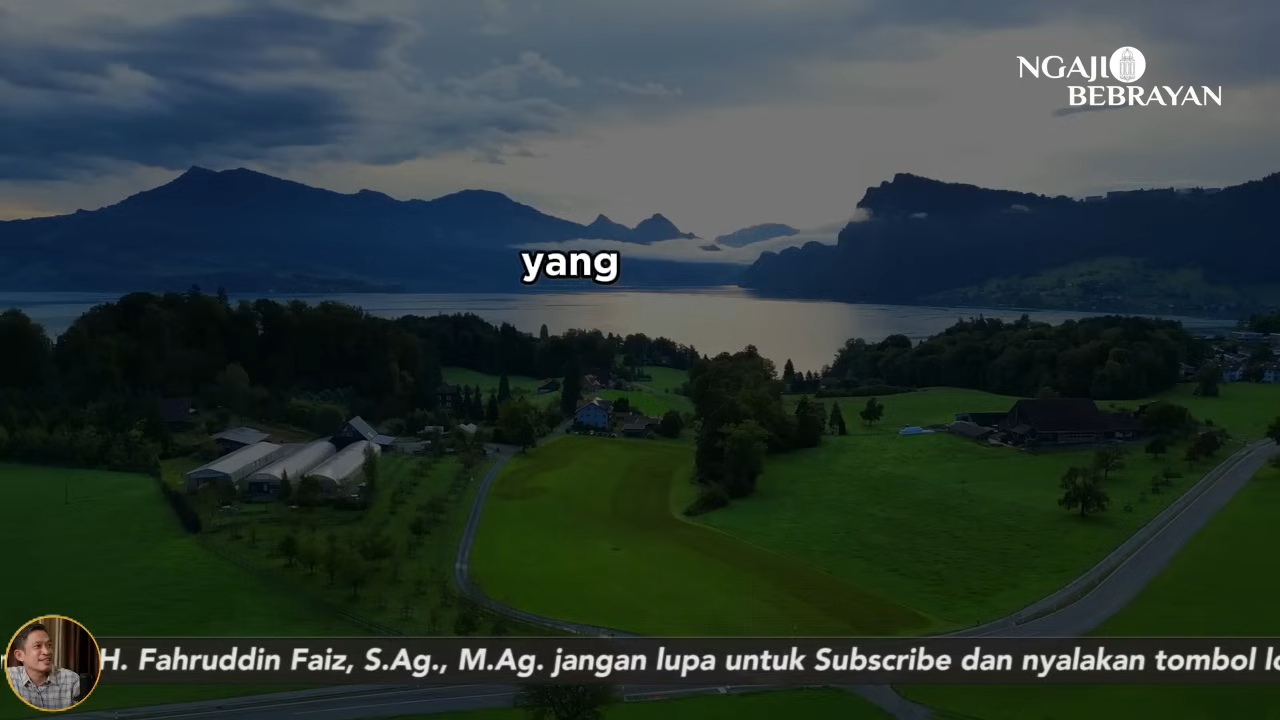 NGAJI
BEBRAYAN
yang
H. Fahruddin Faiz, S.Ag., M.Ag. jangan lupa untuk Subscribe dan nyalakan tombol